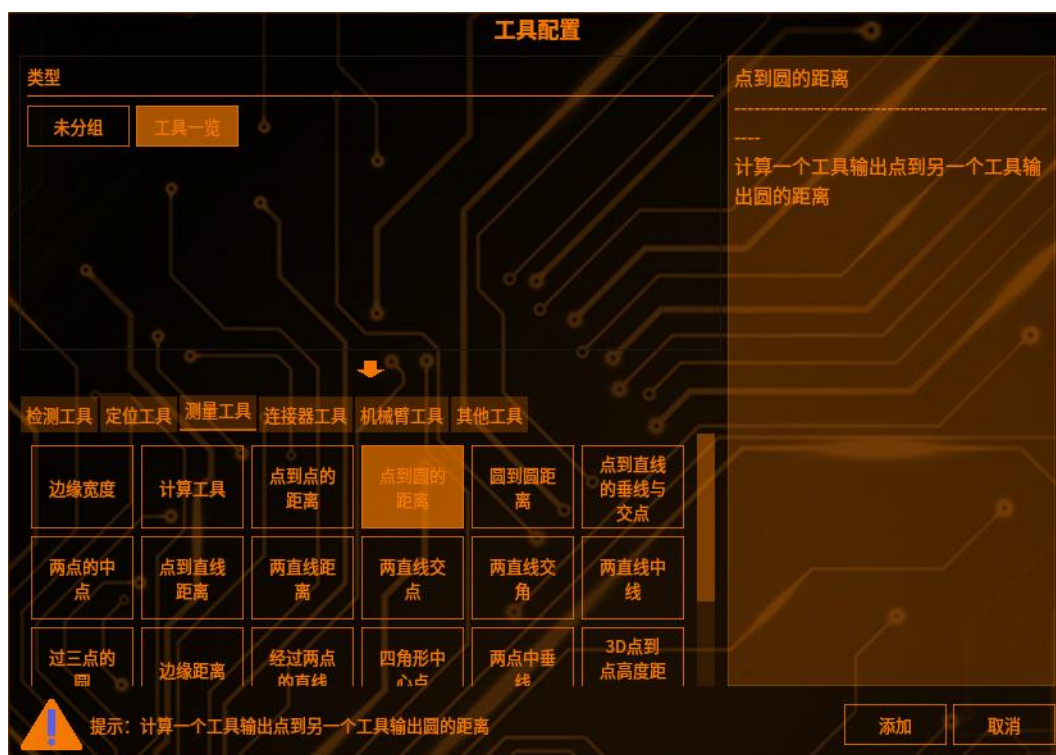 工具配置
类型
未分组
工具一览
点到圆的距离
---------------------------------------
----
计算一个工具输出点到另一个工具输
出圆的距离
检测工具 定位工具 测量工具 连接器工具 机械臂工具 其他工具
边缘宽度
计算工具
点到点的
距离
点到圆的
距离
圆到圆距
离
点到直线
的垂线与
交点
两点的中
点
点到直线
距离
两直线距
离
两直线交
点
两直线交
角
两直线中
线
过三点的
圆
边缘距离
经过两点
的直线
四角形中
心点
两点中垂
线
3D点到
点高度距
提示：计算一个工具输出点到另一个工具输出圆的距离
添加
取消